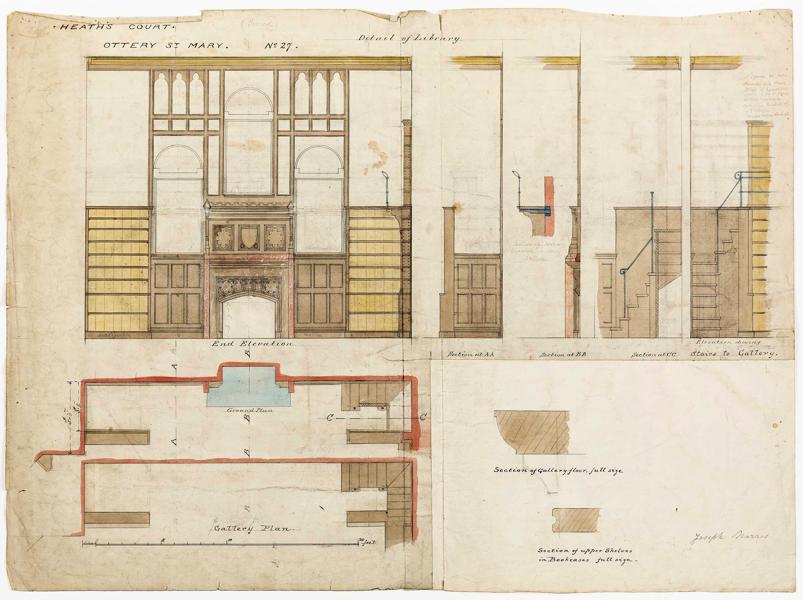 HEATH'S COURT.
OTTERY ST. MARY. No 27.
Detail of Library.
End Elevation.
Section at AA
Section at BB
Section at CC
Elevation showing
Stairs to Gallery.
A
B
Ground Plan
C
C
A
B
B
B
Gallery Plan
Section of Gallery floor, full size
Section of upper Shelves
in Bookcases full size.
Joseph